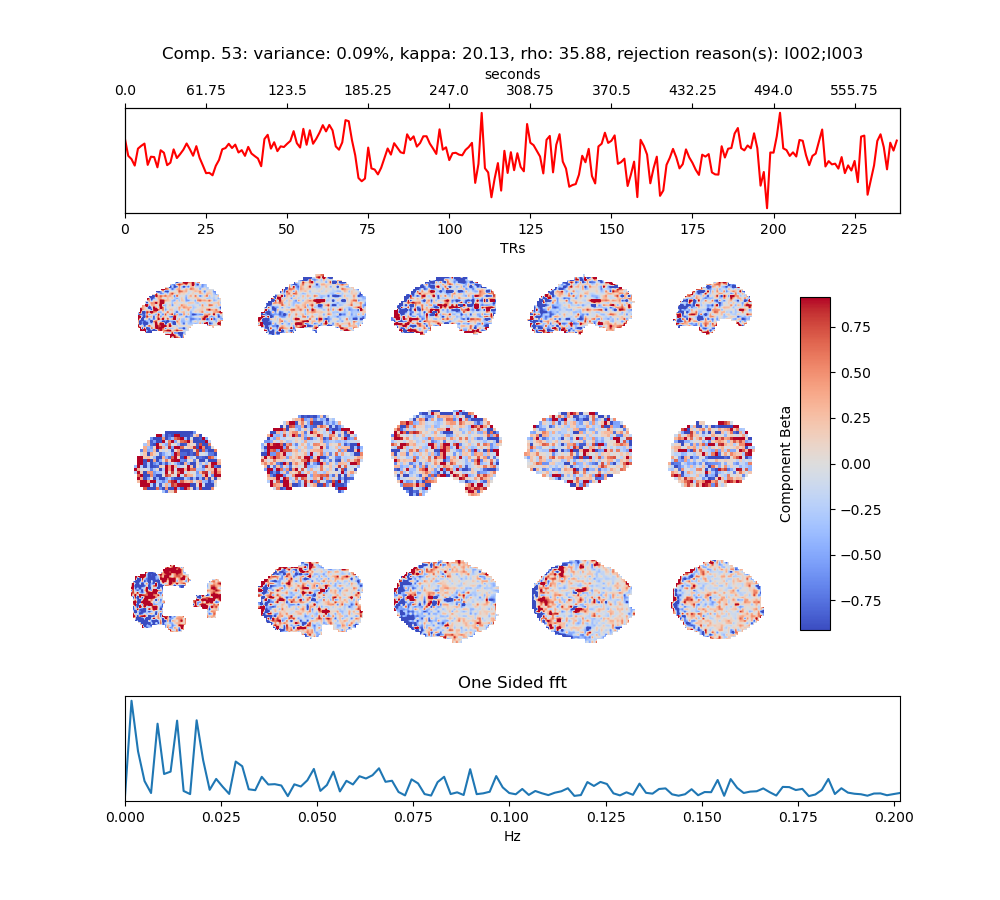 Comp. 53: variance: 0.09%, kappa: 20.13, rho: 35.88, rejection reason(s): I002;I003
seconds
0.0 61.75 123.5 185.25 247.0 308.75 370.5 432.25 494.0 555.75
0 25 50 75 100 125 150 175 200 225
TRs
0.75
0.50
0.25
0.00
−0.25
−0.50
−0.75
Component Beta
One Sided fft
0.000 0.025 0.050 0.075 0.100 0.125 0.150 0.175 0.200
Hz